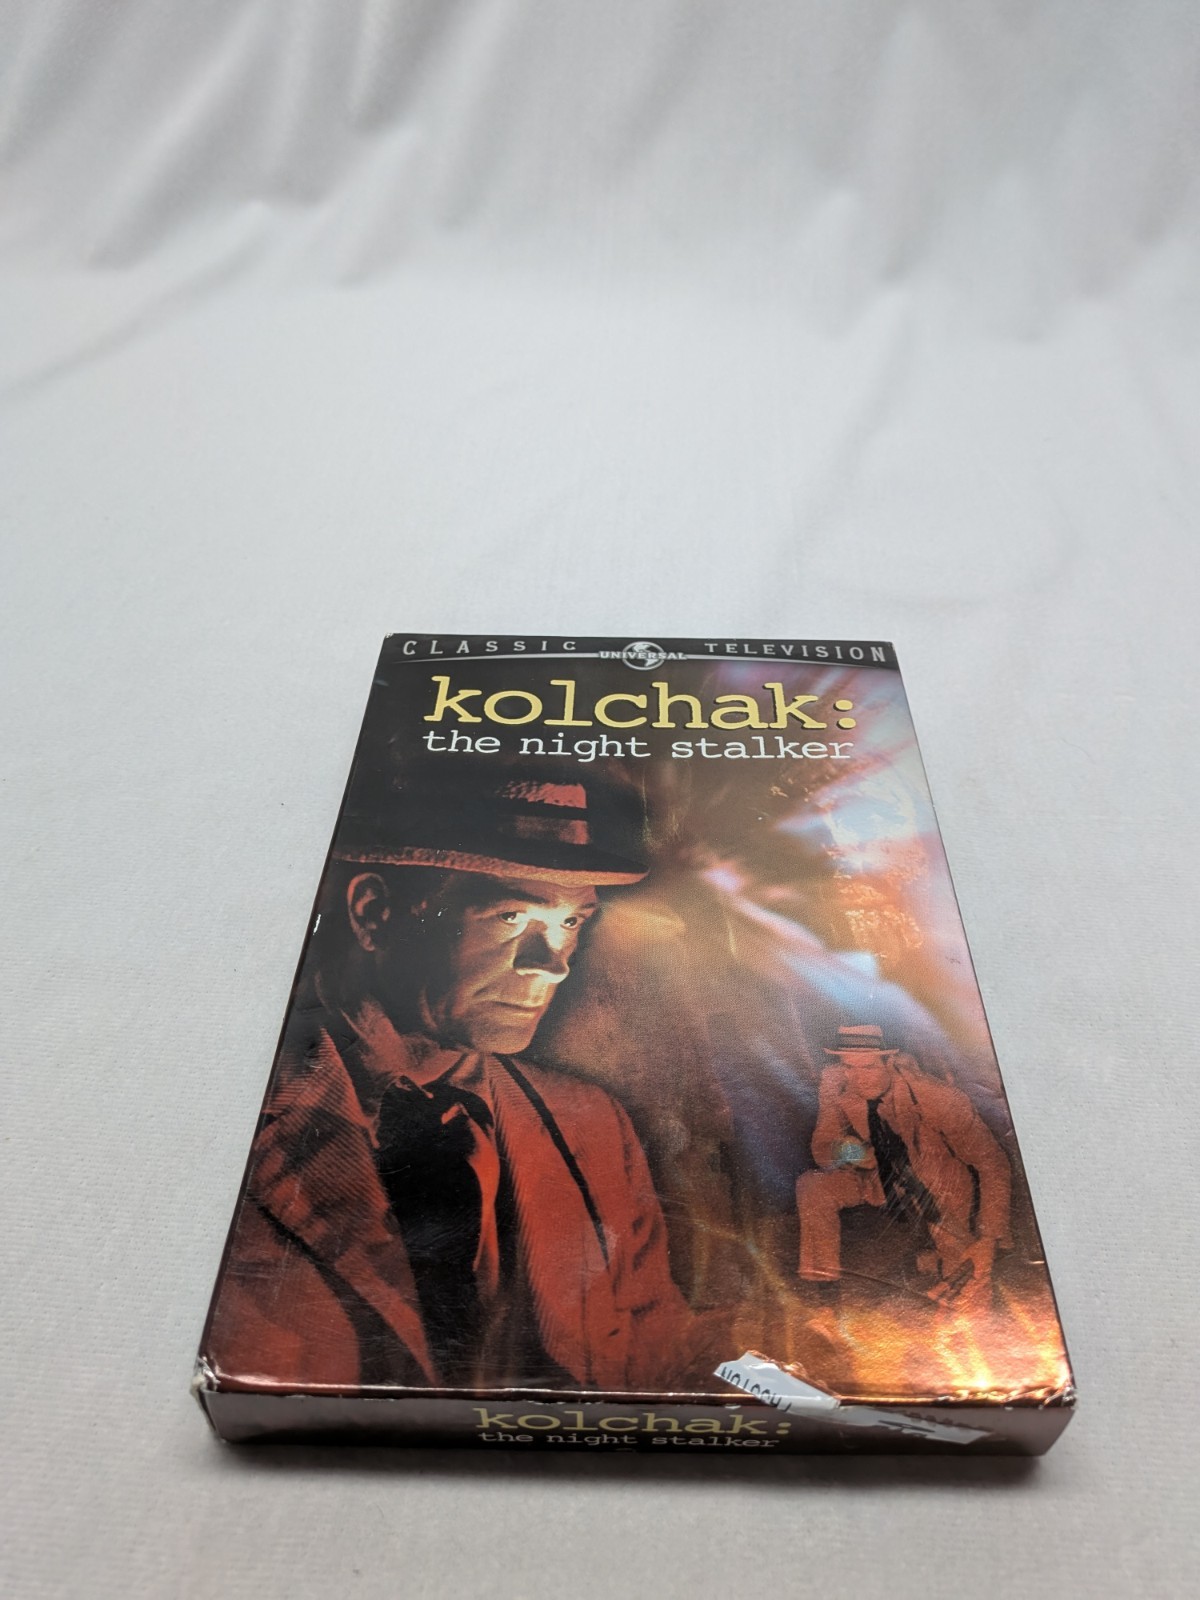 CLASSIC UNIVERSAL TELEVISION
kolchak:
the night stalker
kolchak:
the night stalker